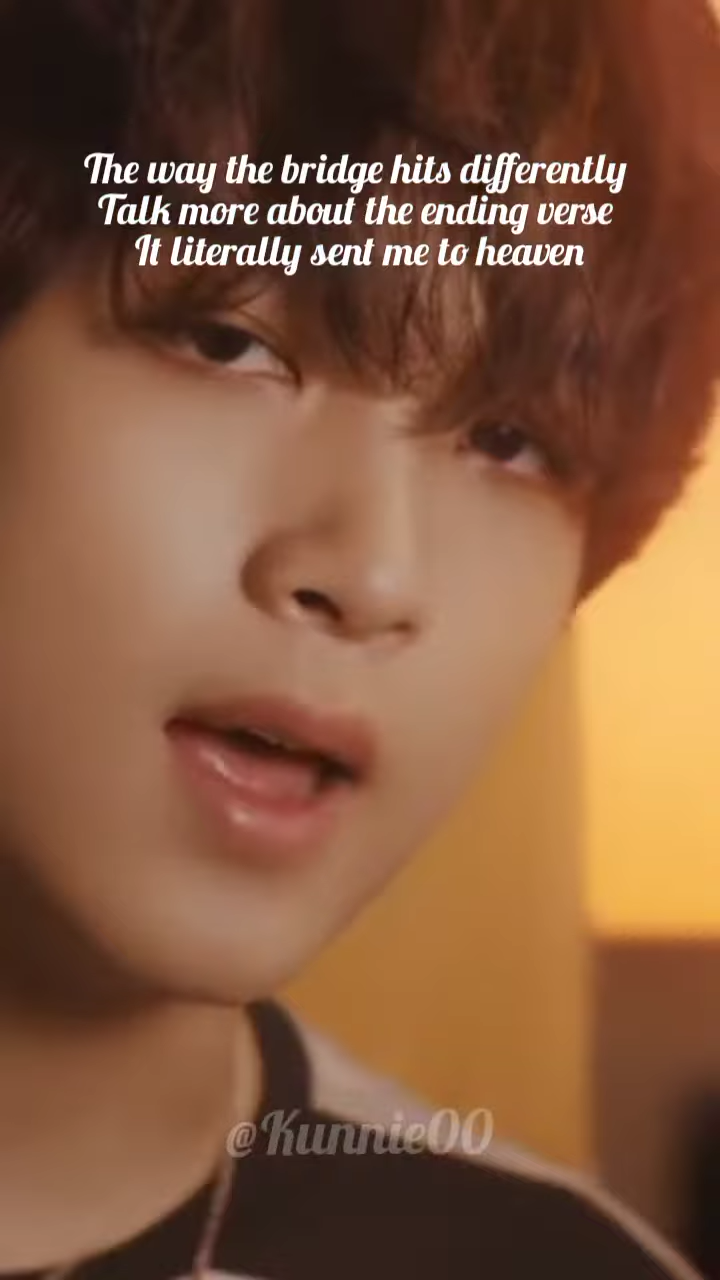 The way the bridge hits differently
Talk more about the ending verse
It literally sent me to heaven
@Kunnie00